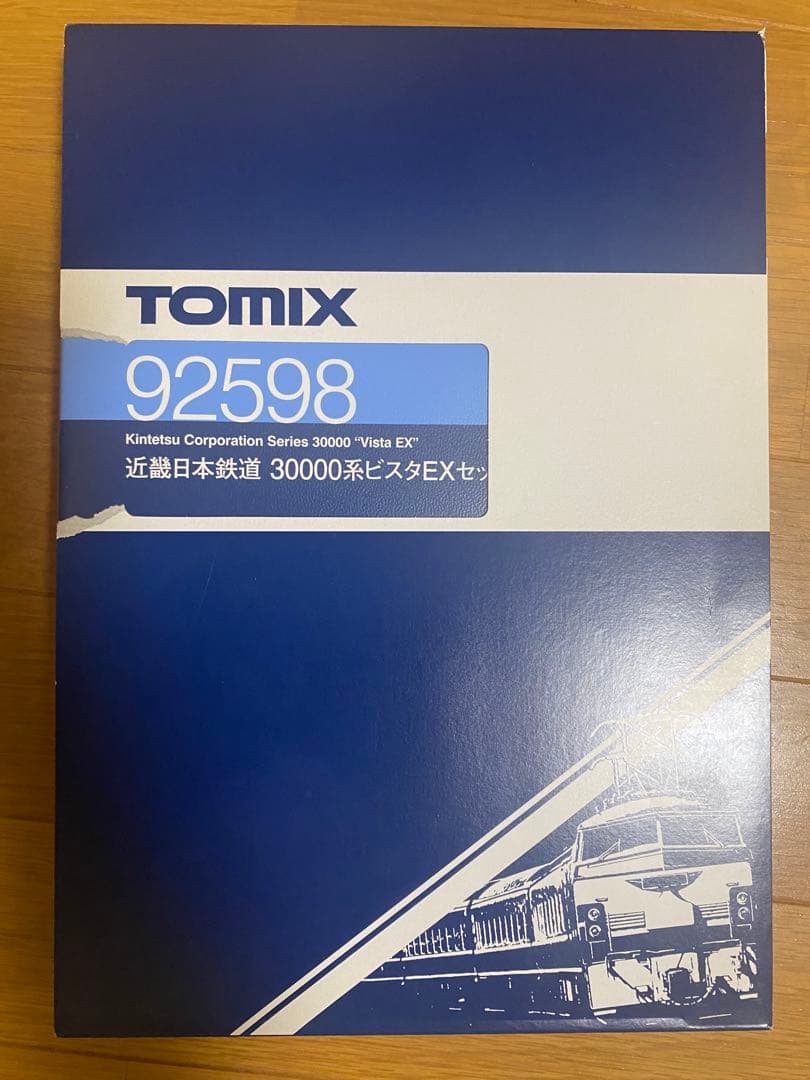 TOMIX
92598
Kintetsu Corporation Series 30000 "Vista EX"
近畿日本鉄道 30000系ビスタEXセッ